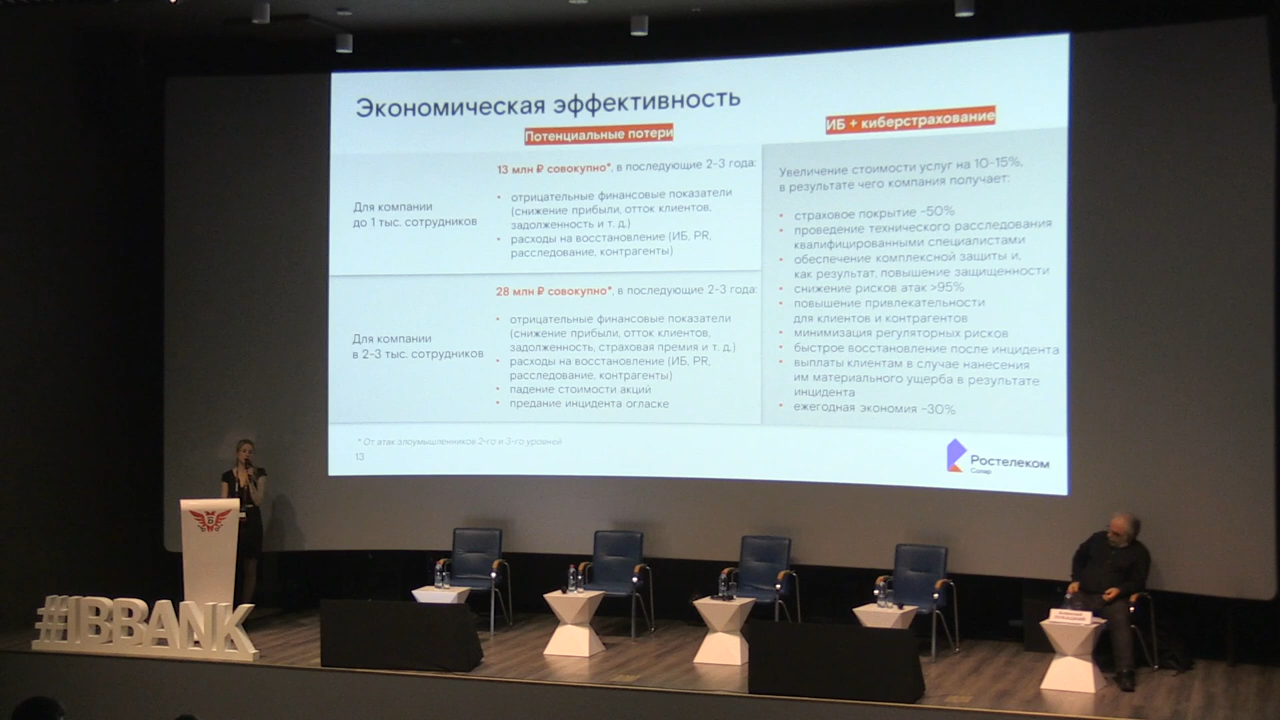 Экономическая эффективность
Потенциальные потери
ИБ + киберстрахование
Для компании
до 1 тыс. сотрудников
13 млн ₽ совокупно*, в последующие 2-3 года:
• отрицательные финансовые показатели
(снижение прибыли, отток клиентов,
задолженность и т. д.)
• расходы на восстановление (ИБ, PR,
расследование, контрагенты)
Для компании
в 2-3 тыс. сотрудников
28 млн ₽ совокупно*, в последующие 2-3 года:
• отрицательные финансовые показатели
(снижение прибыли, отток клиентов,
задолженность, страховая премия и т. д.)
• расходы на восстановление (ИБ, PR,
расследование, контрагенты)
• падение стоимости акций
• предание инцидента огласке
Увеличение стоимости услуг на 10-15%,
в результате чего компания получает:
• страховое покрытие ~50%
• проведение технического расследования
квалифицированными специалистами
• обеспечение комплексной защиты и,
как результат, повышение защищенности
• снижение рисков атак >95%
• повышение привлекательности
для клиентов и контрагентов
• минимизация регуляторных рисков
• быстрое восстановление после инцидента
• выплаты клиентам в случае нанесения
им материального ущерба в результате
инцидента
• ежегодная экономия ~30%
* От атак злоумышленников 2-го и 3-го уровней
13
Ростелеком
Солар
Б
#IBBANK